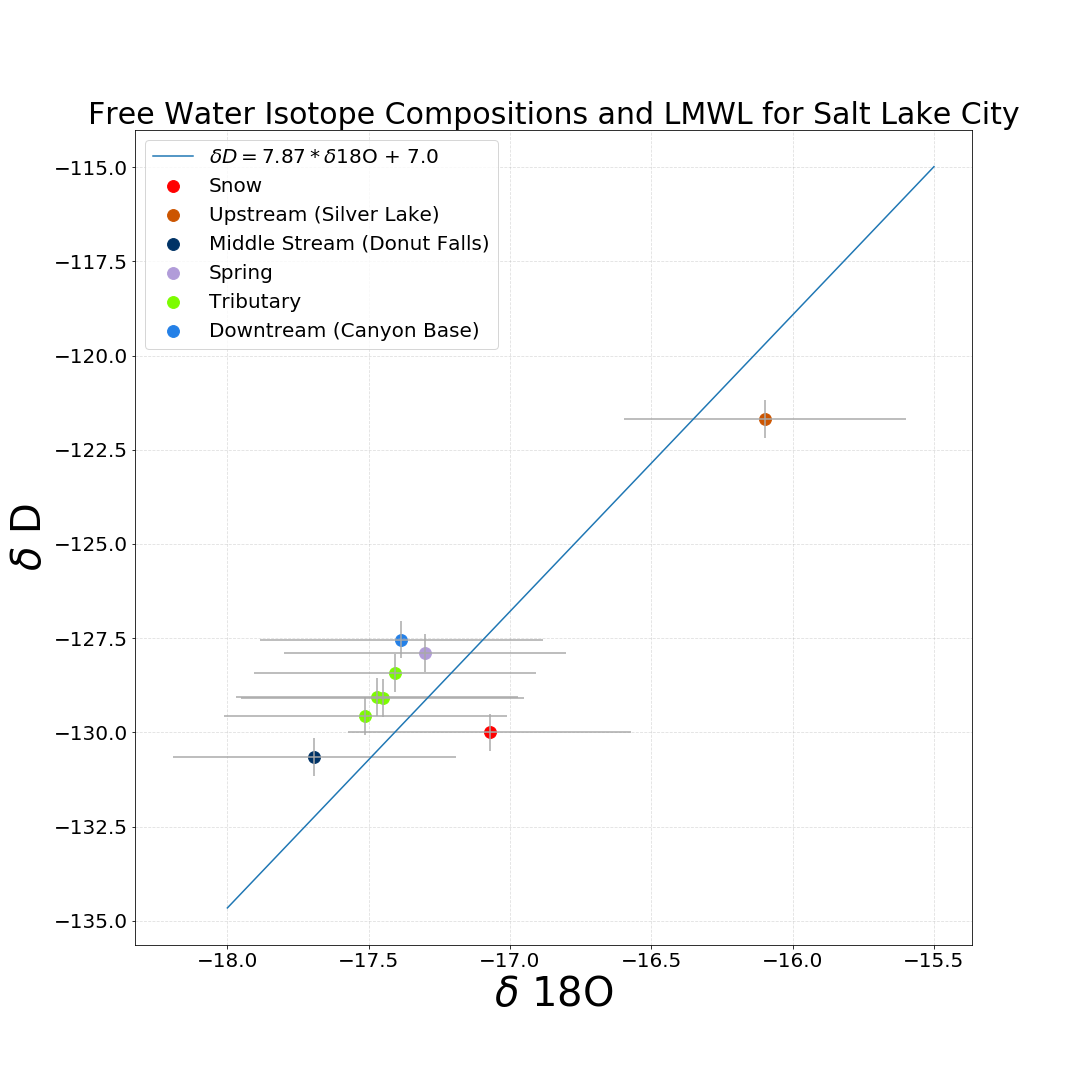 Free Water Isotope Compositions and LMWL for Salt Lake City
δD = 7.87 * δ18O + 7.0
Snow
Upstream (Silver Lake)
Middle Stream (Donut Falls)
Spring
Tributary
Downtream (Canyon Base)
−115.0
−117.5
−120.0
−122.5
−125.0
−127.5
−130.0
−132.5
−135.0
δ D
−18.0 −17.5 −17.0 −16.5 −16.0 −15.5
δ 18O